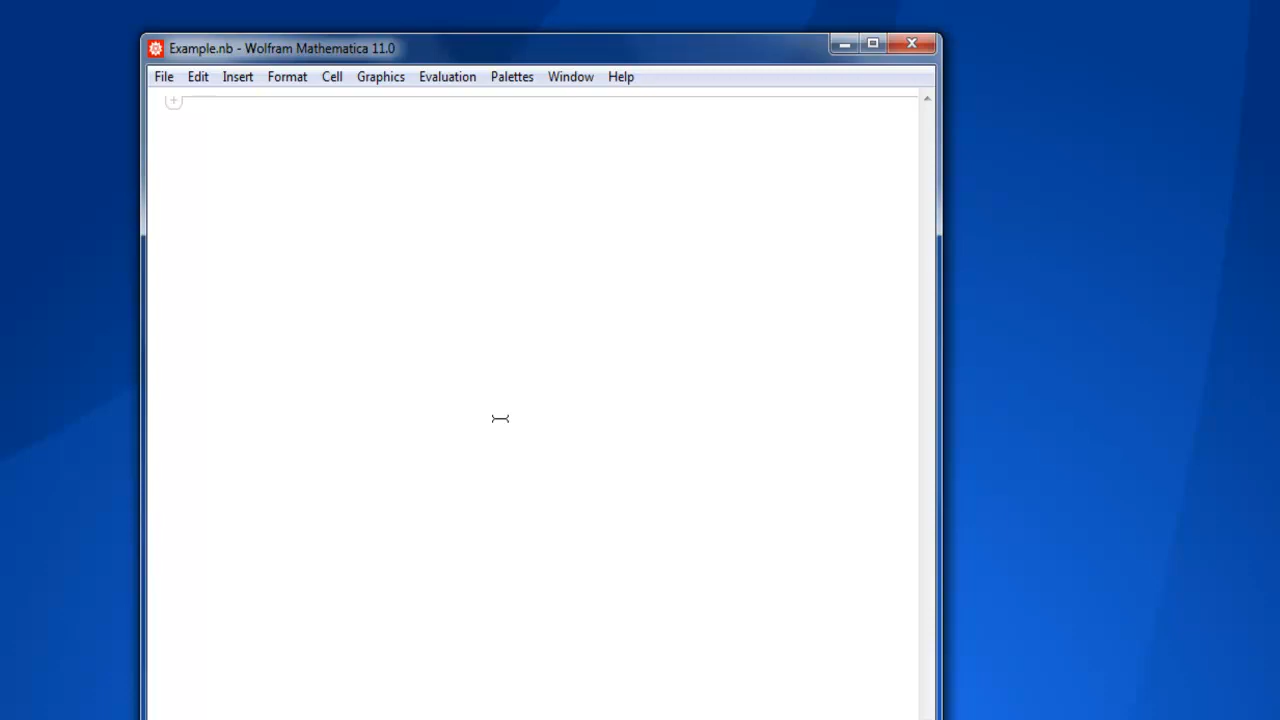 Example.nb - Wolfram Mathematica 11.0
File Edit Insert Format Cell Graphics Evaluation Palettes Window Help